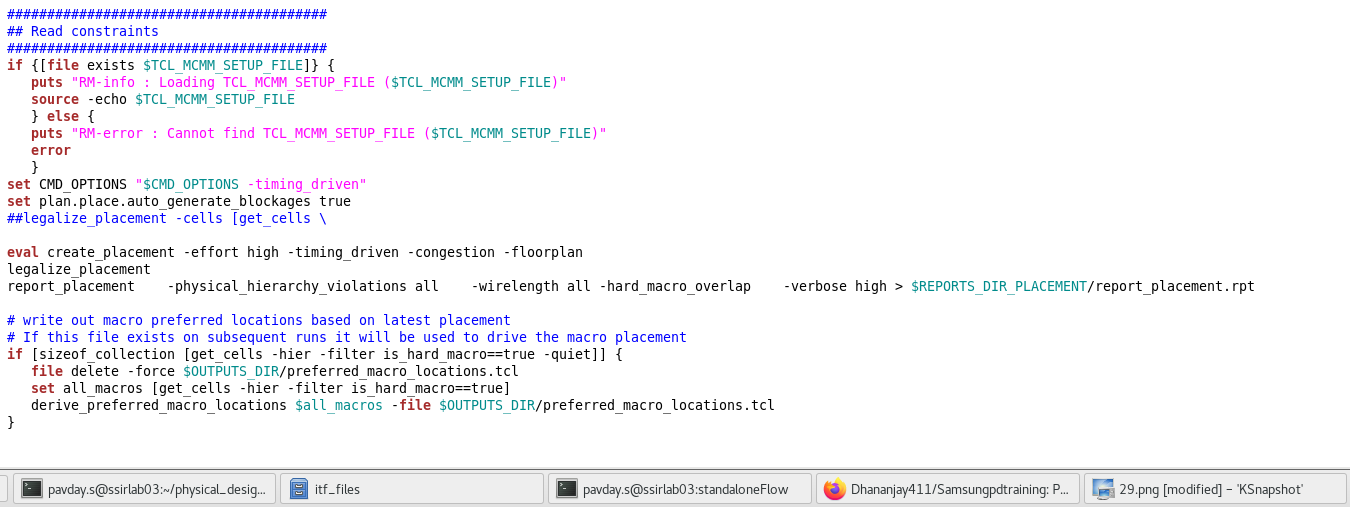 ########################################
## Read constraints
########################################
if {[file exists $TCL_MCMM_SETUP_FILE]} {
   puts "RM-info : Loading TCL_MCMM_SETUP_FILE ($TCL_MCMM_SETUP_FILE)"
   source -echo $TCL_MCMM_SETUP_FILE
   } else {
   puts "RM-error : Cannot find TCL_MCMM_SETUP_FILE ($TCL_MCMM_SETUP_FILE)"
   error
   }
set CMD_OPTIONS "$CMD_OPTIONS -timing_driven"
set plan.place.auto_generate_blockages true
##legalize_placement -cells [get_cells \
eval create_placement -effort high -timing_driven -congestion -floorplan
legalize_placement
report_placement    -physical_hierarchy_violations all    -wirelength all -hard_macro_overlap    -verbose high > $REPORTS_DIR_PLACEMENT/report_placement.rpt
# write out macro preferred locations based on latest placement
# If this file exists on subsequent runs it will be used to drive the macro placement
if [sizeof_collection [get_cells -hier -filter is_hard_macro==true -quiet]] {
   file delete -force $OUTPUTS_DIR/preferred_macro_locations.tcl
   set all_macros [get_cells -hier -filter is_hard_macro==true]
   derive_preferred_macro_locations $all_macros -file $OUTPUTS_DIR/preferred_macro_locations.tcl
}
pavday.s@ssirlab03:~/physical_desig... itf_files pavday.s@ssirlab03:standaloneFlow Dhananjay411/Samsungpdtraining: P... 29.png [modified] – 'KSnapshot'